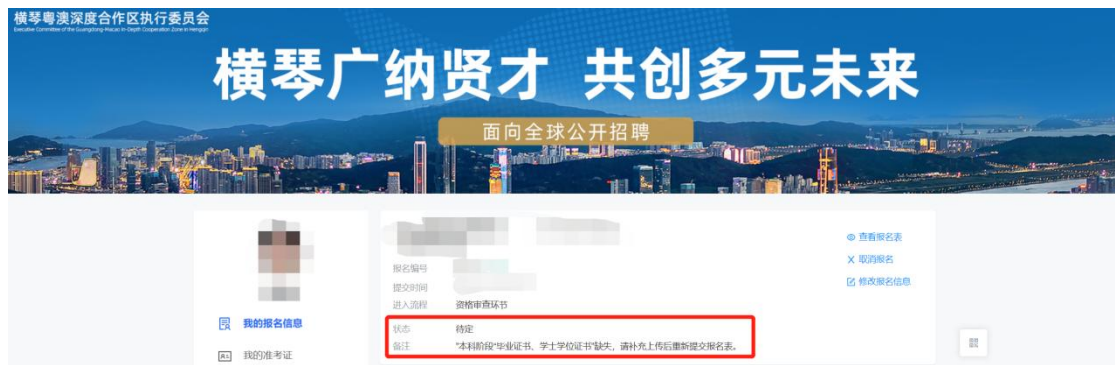 横琴粤澳深度合作区执行委员会
Executive Committee of the Guangdong-Macao In-Depth Cooperation Zone in Hengqin
横琴广纳贤才 共创多元未来
面向全球公开招聘
查看报名表
报名编号
取消报名
提交时间
修改报名信息
进入流程 资格审查环节
我的报名信息
状态 待定
备注 "本科阶段"毕业证书、学士学位证书"缺失，请补充上传后重新提交报名表。
我的准考证